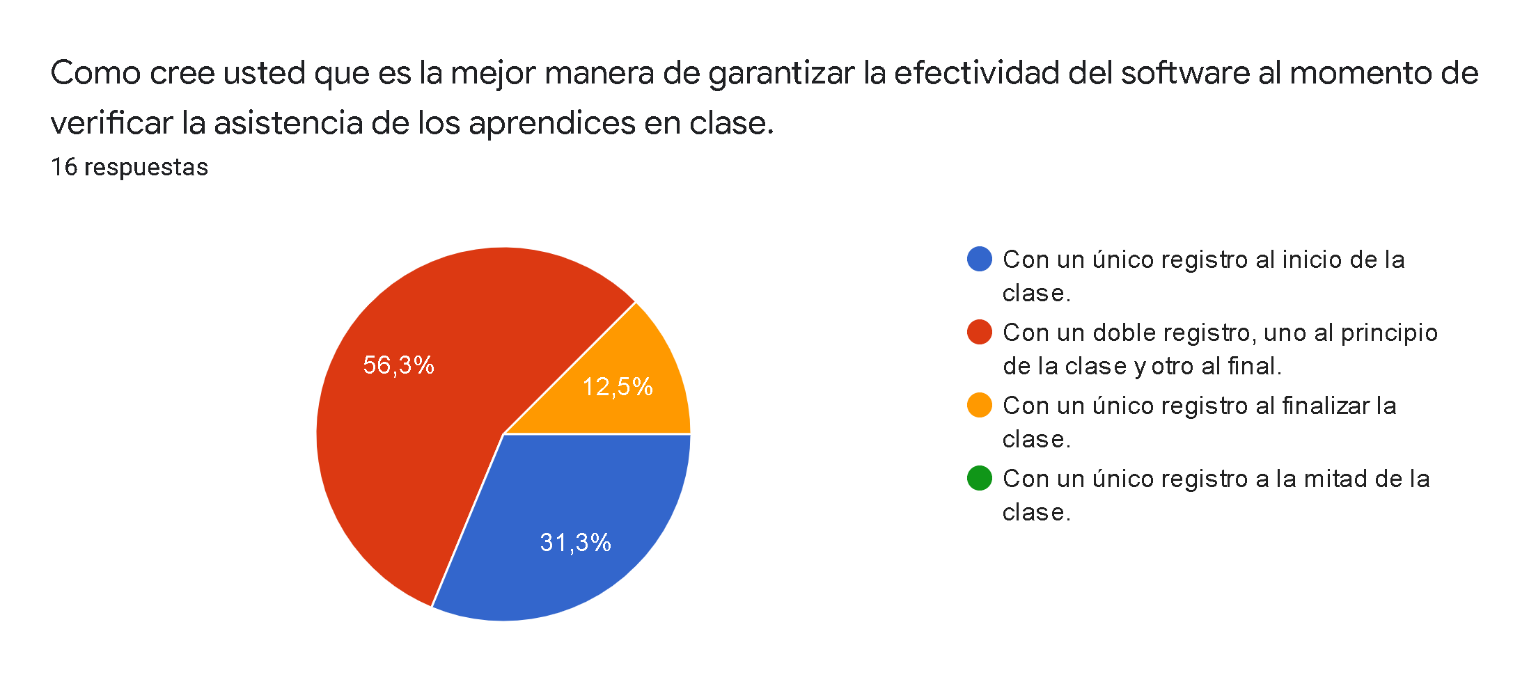 Como cree usted que es la mejor manera de garantizar la efectividad del software al momento de
verificar la asistencia de los aprendices en clase.
16 respuestas
56,3%
12,5%
31,3%
Con un único registro al inicio de la
clase.
Con un doble registro, uno al principio
de la clase y otro al final.
Con un único registro al finalizar la
clase.
Con un único registro a la mitad de la
clase.